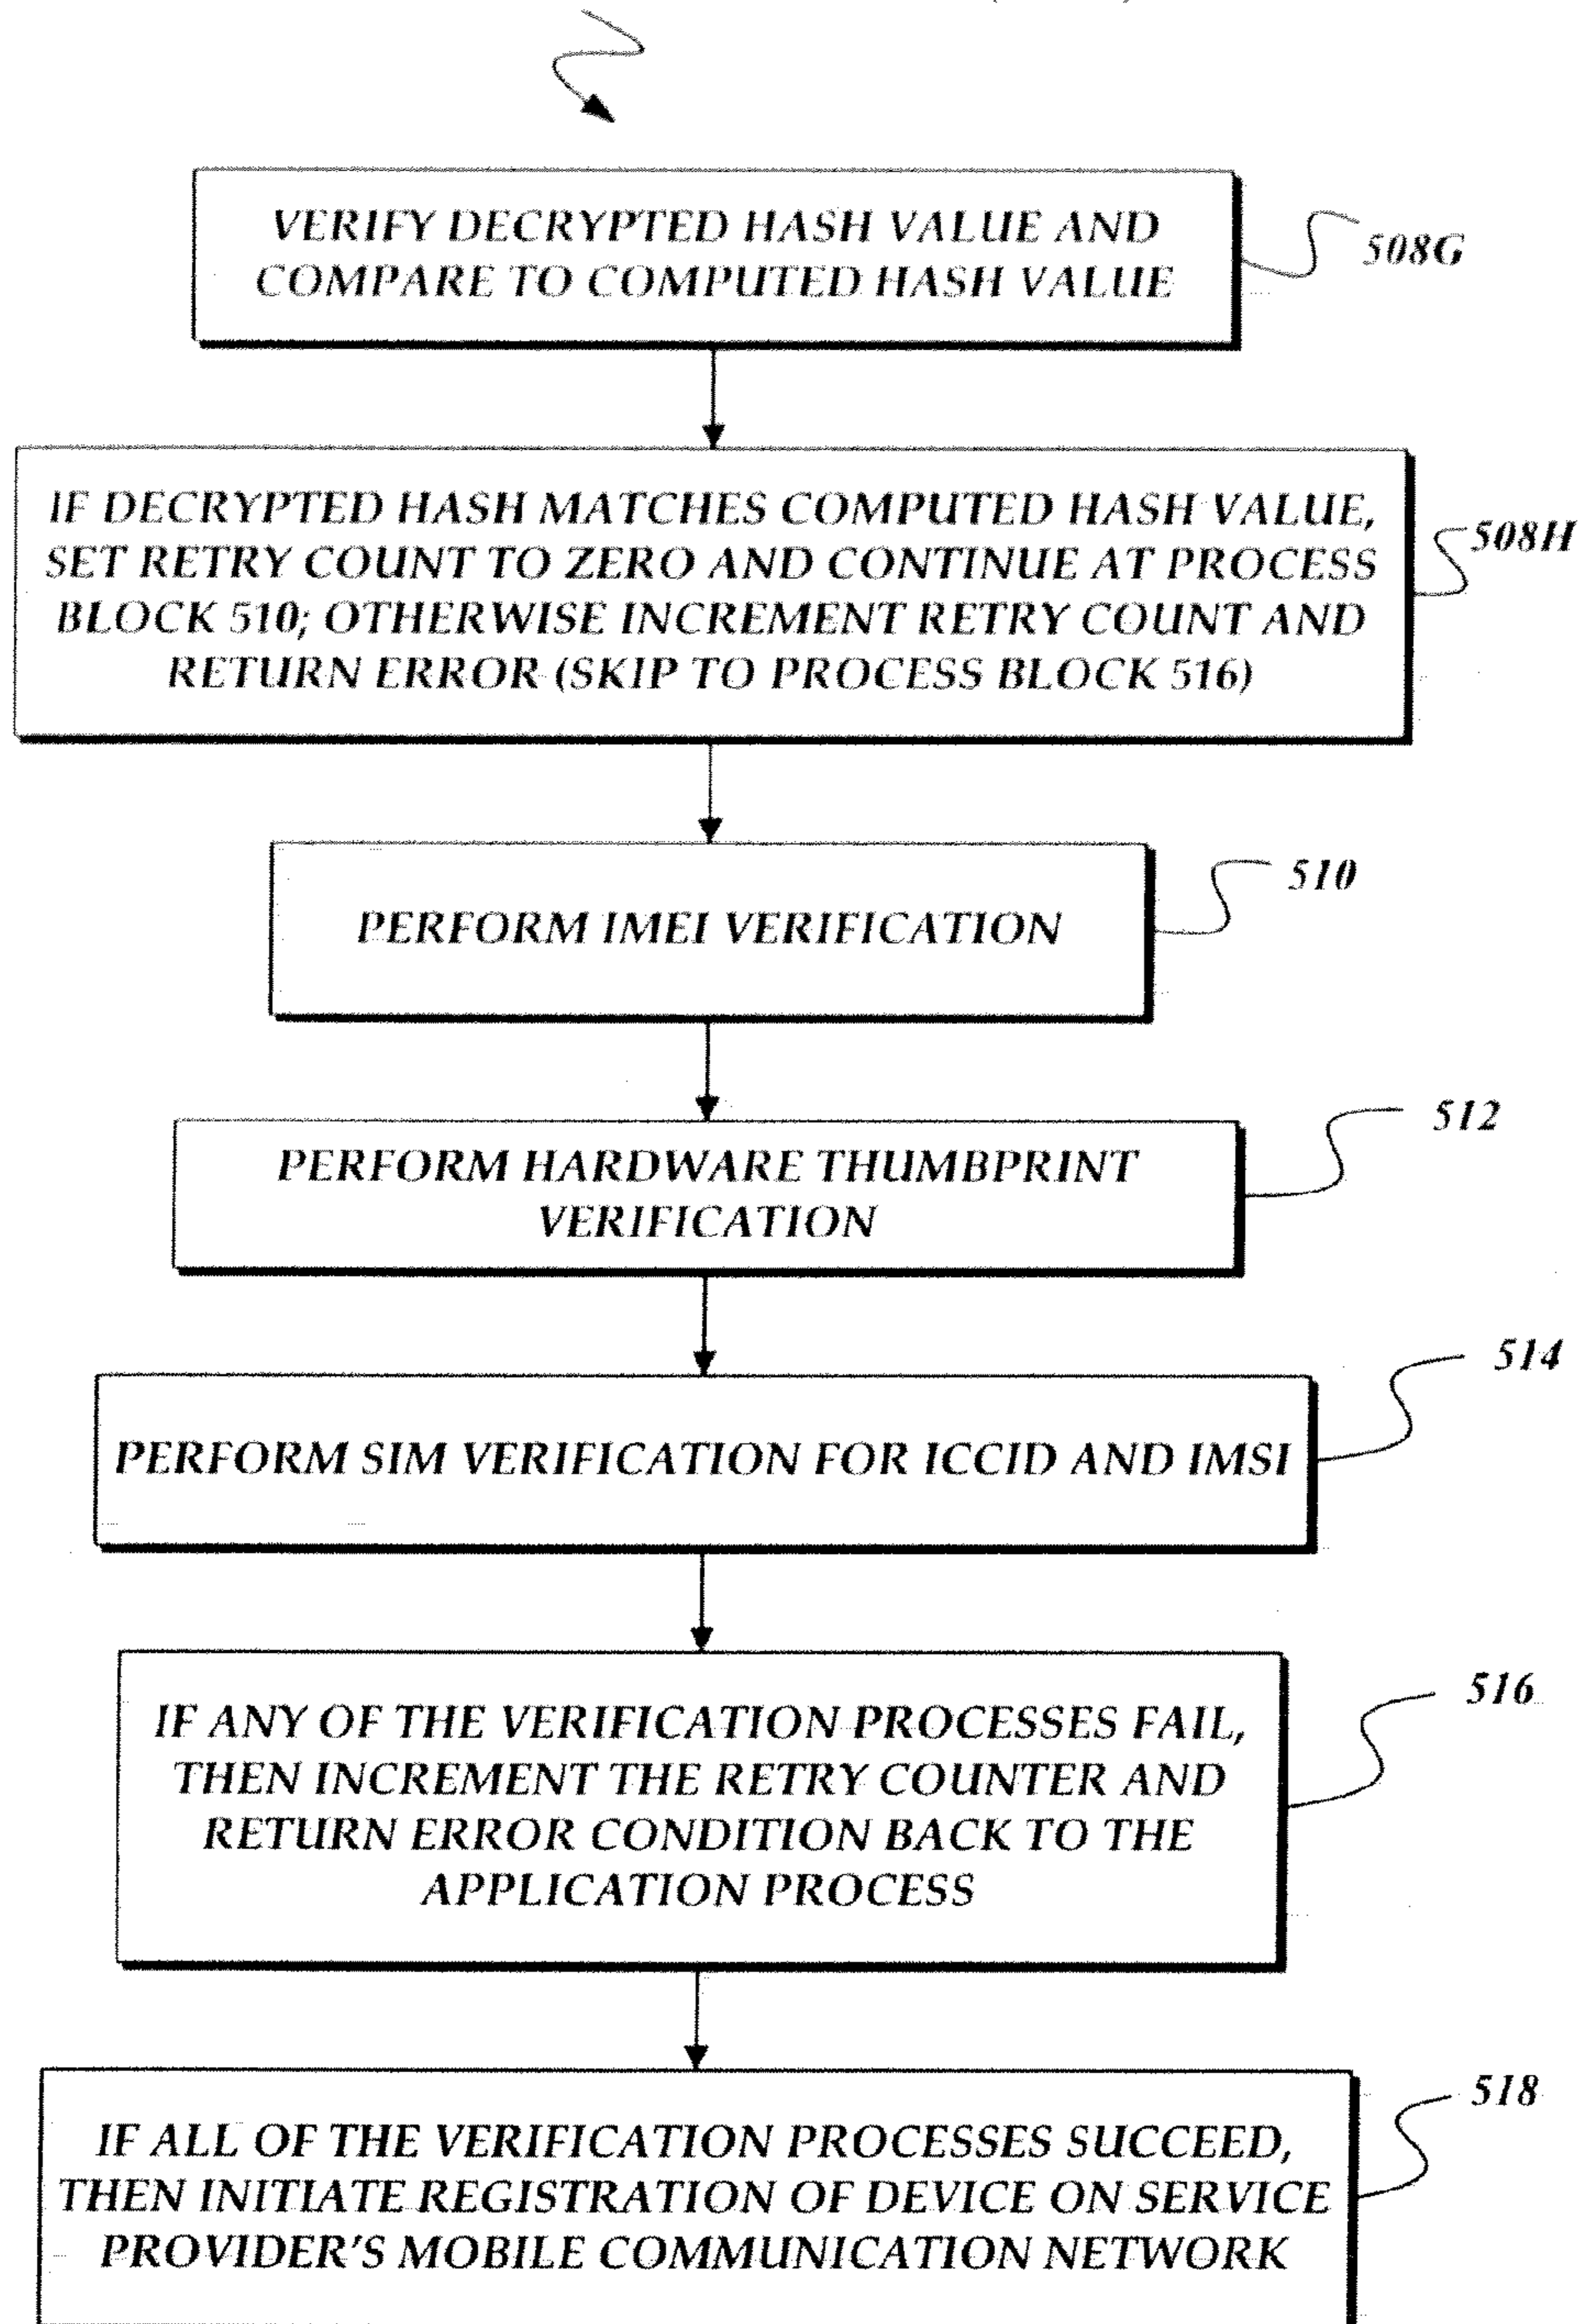 VERIFY DECRYPTED HASH VALUE AND
COMPARE TO COMPUTED HASH VALUE
508G
IF DECRYPTED HASH MATCHES COMPUTED HASH VALUE,
SET RETRY COUNT TO ZERO AND CONTINUE AT PROCESS
BLOCK 510; OTHERWISE INCREMENT RETRY COUNT AND
RETURN ERROR (SKIP TO PROCESS BLOCK 516)
508H
PERFORM IMEI VERIFICATION
510
PERFORM HARDWARE THUMBPRINT
VERIFICATION
512
PERFORM SIM VERIFICATION FOR ICCID AND IMSI
514
IF ANY OF THE VERIFICATION PROCESSES FAIL,
THEN INCREMENT THE RETRY COUNTER AND
RETURN ERROR CONDITION BACK TO THE
APPLICATION PROCESS
516
IF ALL OF THE VERIFICATION PROCESSES SUCCEED,
THEN INITIATE REGISTRATION OF DEVICE ON SERVICE
PROVIDER'S MOBILE COMMUNICATION NETWORK
518